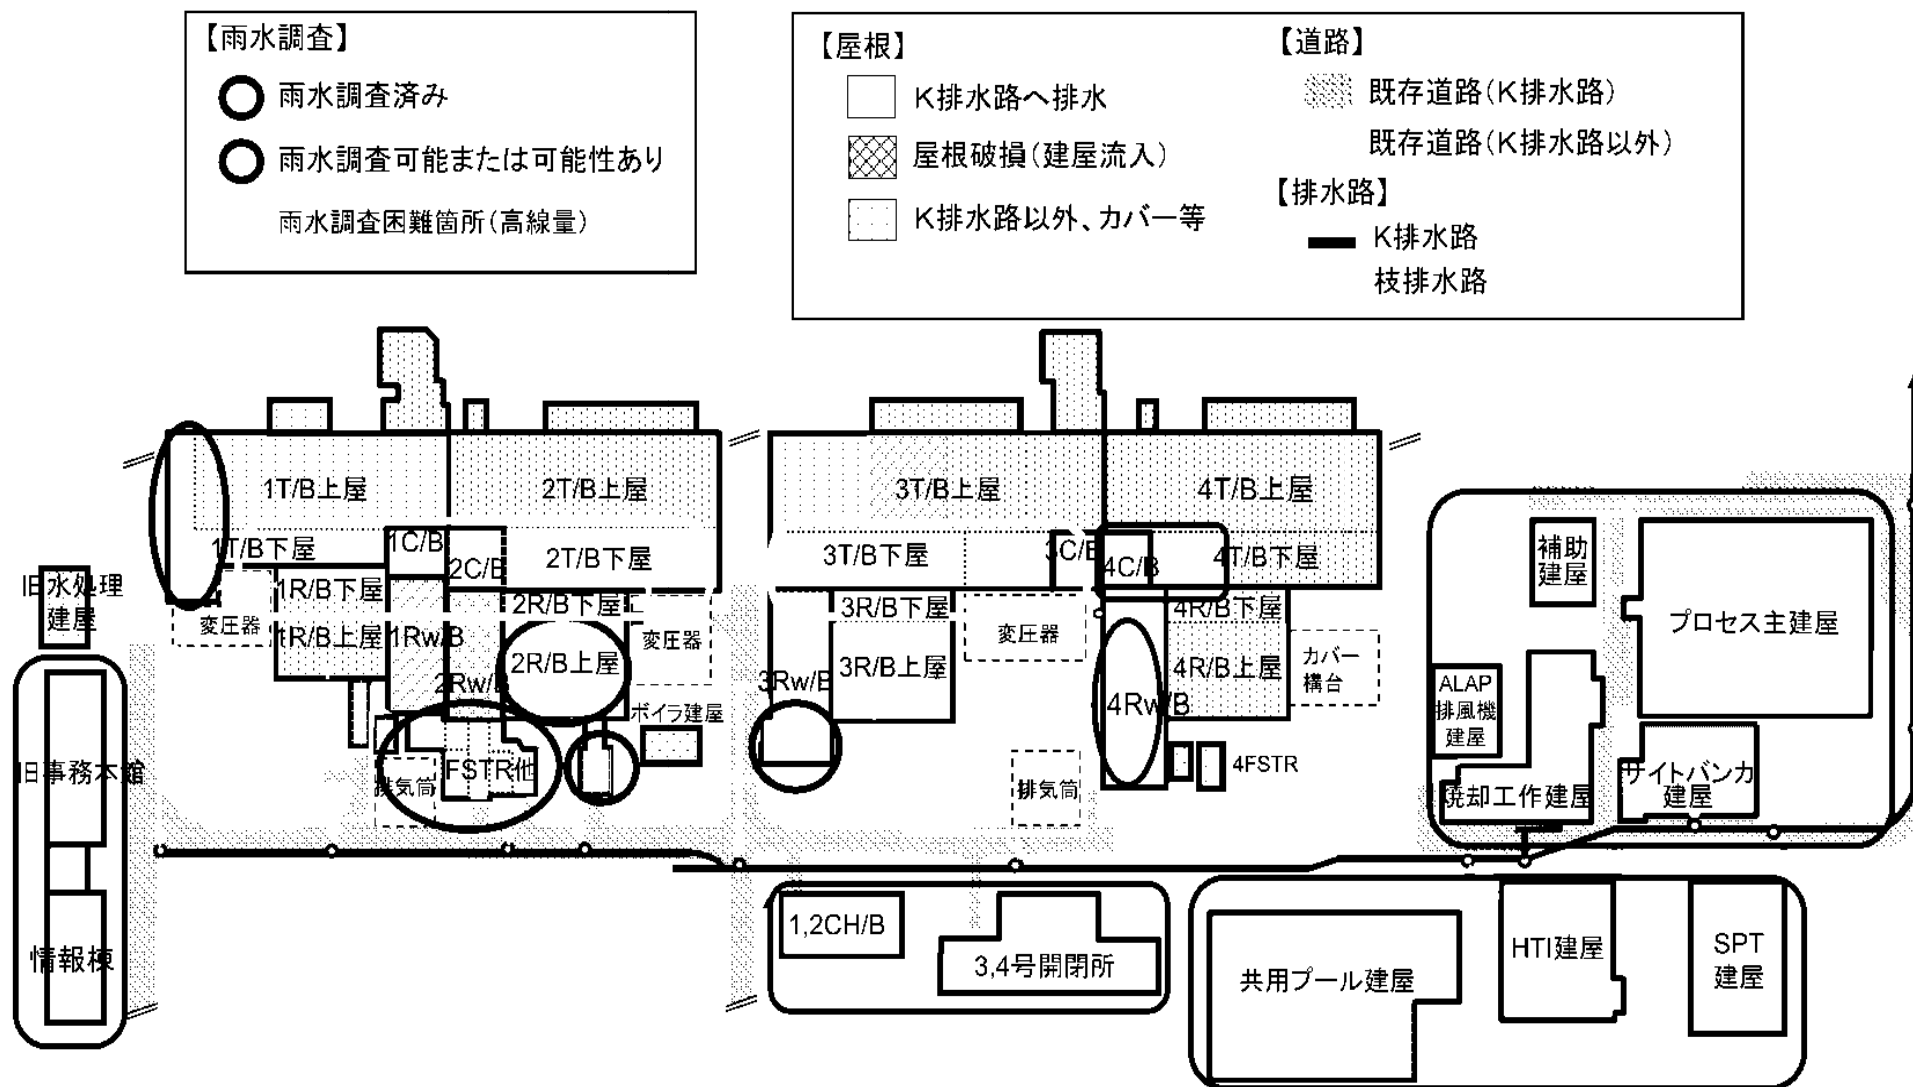 【雨水調査】
雨水調査済み
雨水調査可能または可能性あり
雨水調査困難箇所(高線量)
【屋根】
K排水路へ排水
屋根破損(建屋流入)
K排水路以外、カバー等
【道路】
既存道路(K排水路)
既存道路(K排水路以外)
【排水路】
K排水路
枝排水路
1T/B上屋
2T/B上屋
3T/B上屋
4T/B上屋
1T/B下屋
1C/B
2C/B
2T/B下屋
3T/B下屋
3C/B
4C/B
4T/B下屋
旧水処理
建屋
変圧器
1R/B下屋
1R/B上屋
1Rw/B
2Rw/B
2R/B下屋
2R/B上屋
変圧器
ボイラ建屋
3Rw/B
3R/B下屋
3R/B上屋
変圧器
4Rw/B
4R/B下屋
4R/B上屋
カバー
構台
旧事務本館
排気筒
FSTR他
排気筒
4FSTR
情報棟
補助
建屋
プロセス主建屋
ALAP
排風機
建屋
焼却工作建屋
サイトバンカ
建屋
1,2CH/B
3,4号開閉所
共用プール建屋
HTI建屋
SPT
建屋